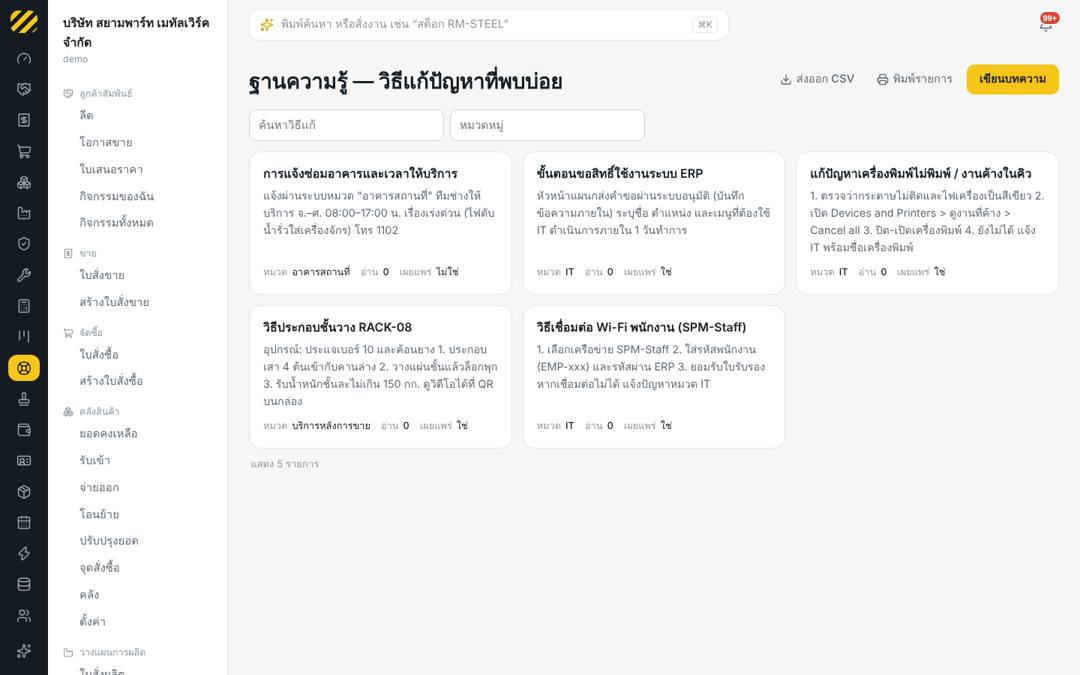 บริษัท สยามพาร์ท เมทัลเวิร์ค
จำกัด
demo
ลูกค้าสัมพันธ์
ลีด
โอกาสขาย
ใบเสนอราคา
กิจกรรมของฉัน
กิจกรรมทั้งหมด
ขาย
ใบสั่งขาย
สร้างใบสั่งขาย
จัดซื้อ
ใบสั่งซื้อ
สร้างใบสั่งซื้อ
คลังสินค้า
ยอดคงเหลือ
รับเข้า
จ่ายออก
โอนย้าย
ปรับปรุงยอด
จุดสั่งซื้อ
คลัง
ตั้งค่า
วางแผนการผลิต
ใบสั่งผลิต
พิมพ์ค้นหา หรือสั่งงาน เช่น “สต็อก RM-STEEL”
⌘K
99+
ฐานความรู้ — วิธีแก้ปัญหาที่พบบ่อย
ส่งออก CSV
พิมพ์รายการ
เขียนบทความ
ค้นหาวิธีแก้
หมวดหมู่
การแจ้งซ่อมอาคารและเวลาให้บริการ
แจ้งผ่านระบบหมวด "อาคารสถานที่" ทีมช่างให้
บริการ จ.–ศ. 08:00–17:00 น. เรื่องเร่งด่วน (ไฟดับ
น้ำรั่วใส่เครื่องจักร) โทร 1102
หมวด อาคารสถานที่ อ่าน 0 เผยแพร่ ไม่ใช่
ขั้นตอนขอสิทธิ์ใช้งานระบบ ERP
หัวหน้าแผนกส่งคำขอผ่านระบบอนุมัติ (บันทึก
ข้อความภายใน) ระบุชื่อ ตำแหน่ง และเมนูที่ต้องใช้
IT ดำเนินการภายใน 1 วันทำการ
หมวด IT อ่าน 0 เผยแพร่ ใช่
แก้ปัญหาเครื่องพิมพ์ไม่พิมพ์ / งานค้างในคิว
1. ตรวจว่ากระดาษไม่ติดและไฟเครื่องเป็นสีเขียว 2.
เปิด Devices and Printers > ดูงานที่ค้าง >
Cancel all 3. ปิด-เปิดเครื่องพิมพ์ 4. ยังไม่ได้ แจ้ง
IT พร้อมชื่อเครื่องพิมพ์
หมวด IT อ่าน 0 เผยแพร่ ใช่
วิธีประกอบชั้นวาง RACK-08
อุปกรณ์: ประแจเบอร์ 10 และค้อนยาง 1. ประกอบ
เสา 4 ต้นเข้ากับคานล่าง 2. วางแผ่นชั้นแล้วล็อกพุก
3. รับน้ำหนักชั้นละไม่เกิน 150 กก. ดูวิดีโอได้ที่ QR
บนกล่อง
หมวด บริการหลังการขาย อ่าน 0 เผยแพร่ ใช่
วิธีเชื่อมต่อ Wi-Fi พนักงาน (SPM-Staff)
1. เลือกเครือข่าย SPM-Staff 2. ใส่รหัสพนักงาน
(EMP-xxx) และรหัสผ่าน ERP 3. ยอมรับใบรับรอง
หากเชื่อมต่อไม่ได้ แจ้งปัญหาหมวด IT
หมวด IT อ่าน 0 เผยแพร่ ใช่
แสดง 5 รายการ